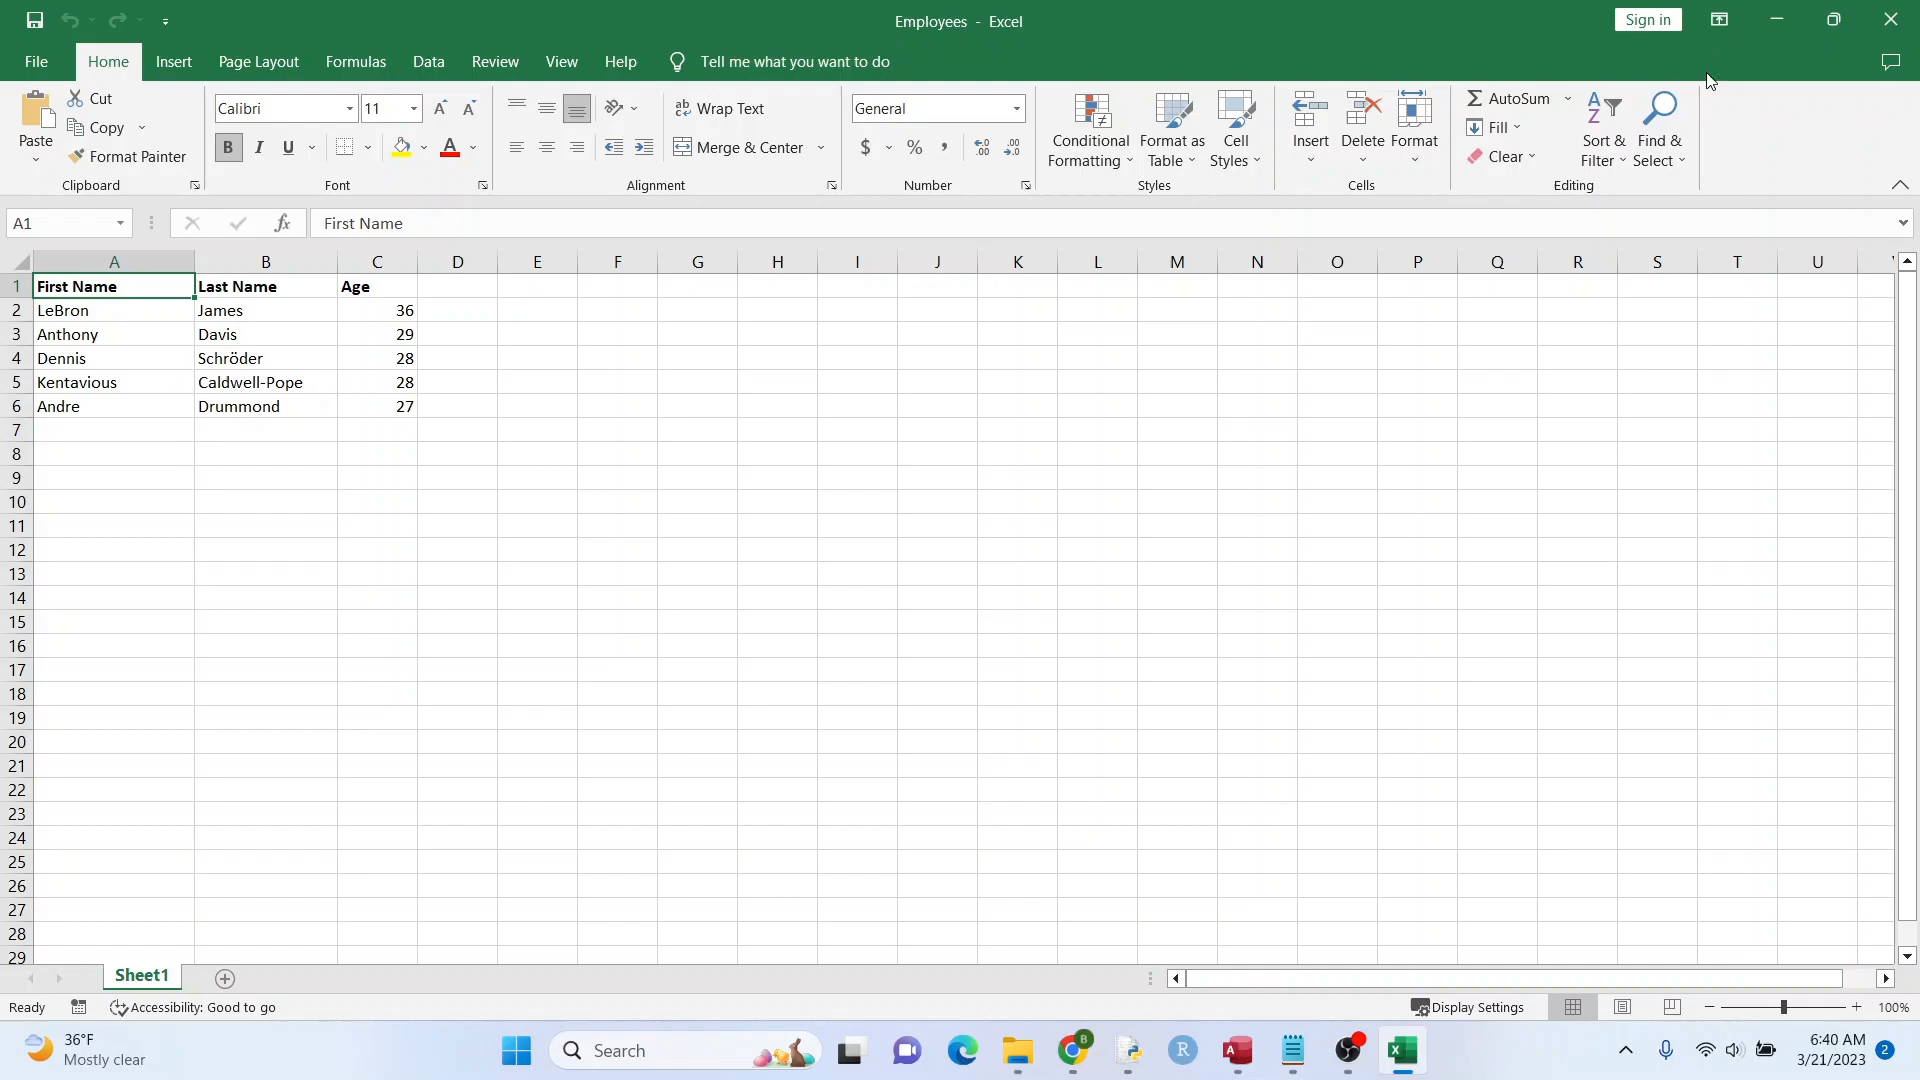 Employees - Excel
Sign in
File Home Insert Page Layout Formulas Data Review View Help Tell me what you want to do
Paste
Cut
Copy
Format Painter
Clipboard
Calibri 11
B I U A
Font
Wrap Text
Merge & Center
Alignment
General
$ % ,
Number
Conditional Formatting
Format as Table
Cell Styles
Styles
Insert Delete Format
Cells
AutoSum
Fill
Clear
Sort & Filter
Find & Select
Editing
A1 fx First Name
A B C D E F G H I J K L M N O P Q R S T U
1 First Name Last Name Age
2 LeBron James 36
3 Anthony Davis 29
4 Dennis Schröder 28
5 Kentavious Caldwell-Pope 28
6 Andre Drummond 27
7
8
9
10
11
12
13
14
15
16
17
18
19
20
21
22
23
24
25
26
27
28
29
Sheet1
Ready Accessibility: Good to go Display Settings 100%
36°F
Mostly clear
Search
6:40 AM
3/21/2023
2